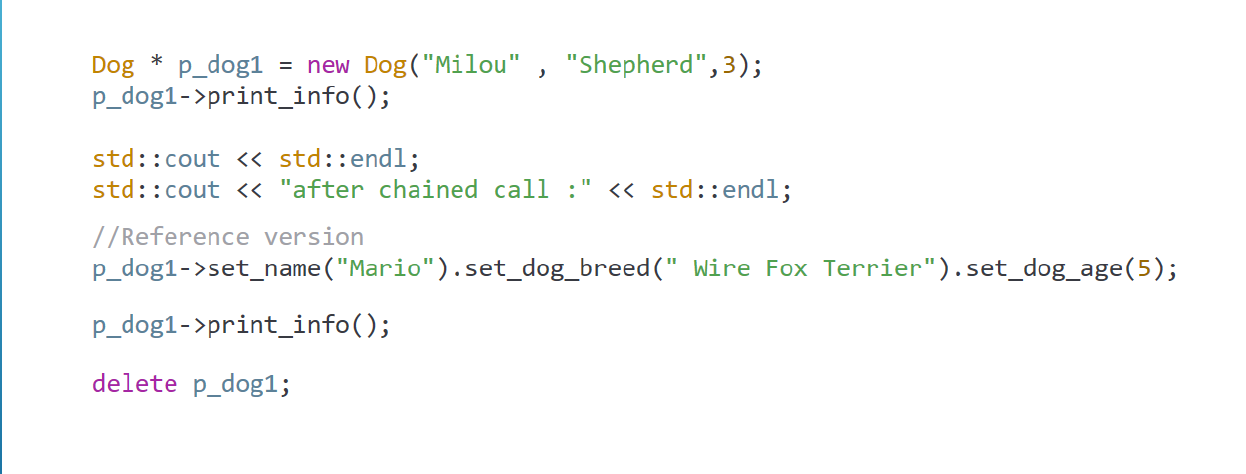 Dog * p_dog1 = new Dog("Milou" , "Shepherd",3);
p_dog1->print_info();
std::cout << std::endl;
std::cout << "after chained call :" << std::endl;
//Reference version
p_dog1->set_name("Mario").set_dog_breed(" Wire Fox Terrier").set_dog_age(5);
p_dog1->print_info();
delete p_dog1;